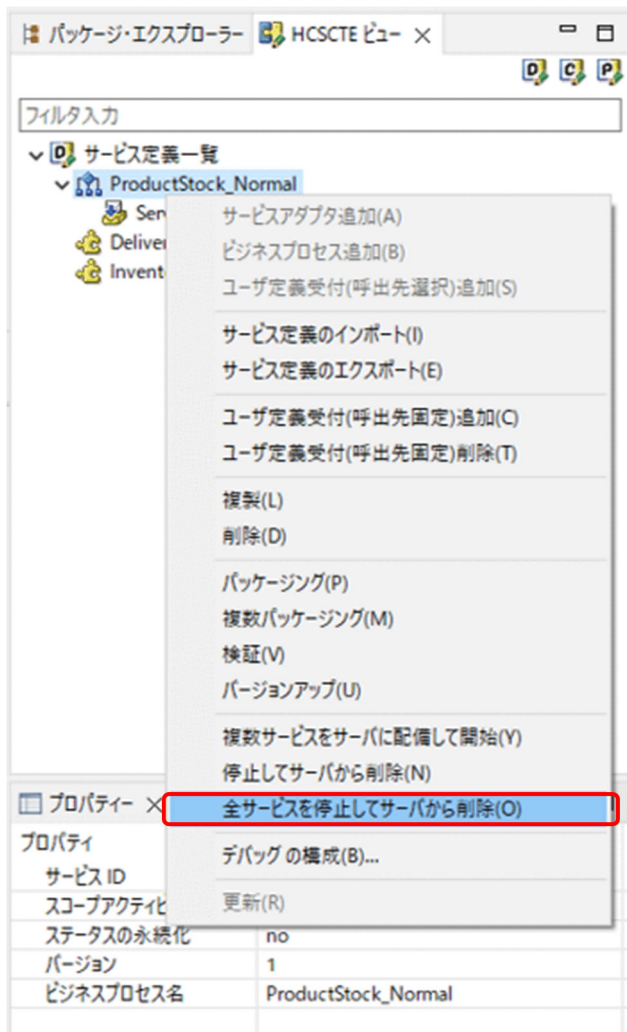 パッケージ・エクスプローラー HCSCTE ビュー
フィルタ入力
サービス定義一覧
ProductStock_Normal
Ser
Deliver
Invent
サービスアダプタ追加(A)
ビジネスプロセス追加(B)
ユーザ定義受付(呼出先選択)追加(S)
サービス定義のインポート(I)
サービス定義のエクスポート(E)
ユーザ定義受付(呼出先固定)追加(C)
ユーザ定義受付(呼出先固定)削除(T)
複製(L)
削除(D)
パッケージング(P)
複数パッケージング(M)
検証(V)
バージョンアップ(U)
複数サービスをサーバに配備して開始(Y)
停止してサーバから削除(N)
全サービスを停止してサーバから削除(O)
デバッグ の構成(B)...
更新(R)
プロパティー
プロパティ
サービス ID
スコープアクティビ
ステータスの永続化 no
バージョン 1
ビジネスプロセス名 ProductStock_Normal